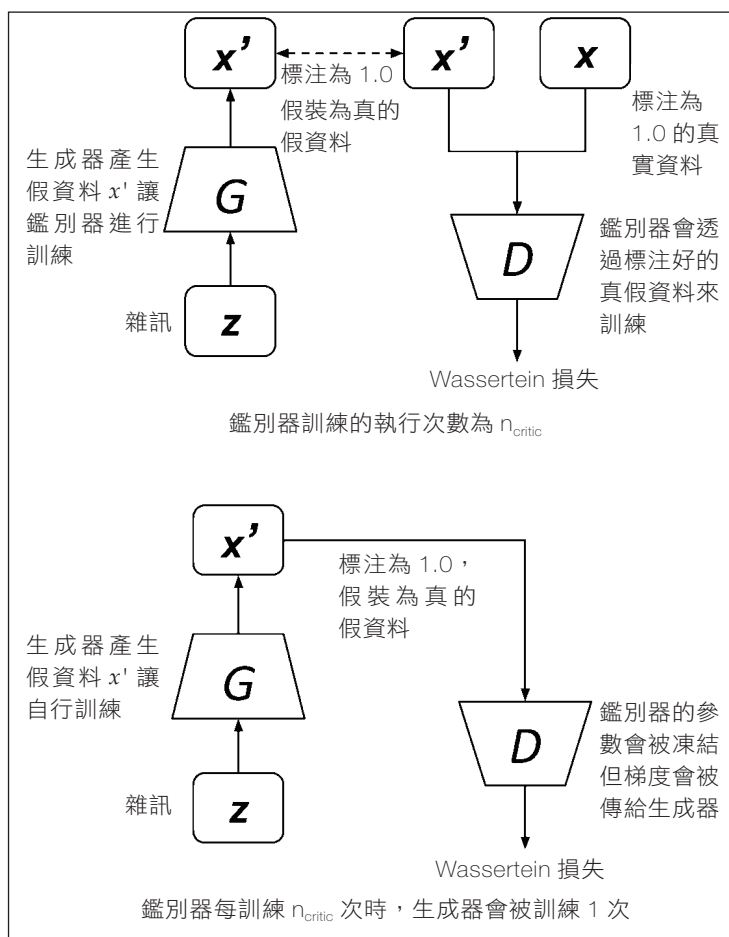 x’
x’
x
標注為 1.0
假裝為真的
假資料
標注為
1.0 的真
實資料
生成器產生
假資料 x' 讓
鑑別器進行
訓練
G
D
鑑別器會透
過標注好的
真假資料來
訓練
雜訊
z
Wassertein 損失
鑑別器訓練的執行次數為 n_critic
x’
標注為 1.0，
假裝為真的
假資料
生成器產生
假資料 x' 讓
自行訓練
G
D
鑑別器的參
數會被凍結
但梯度會被
傳給生成器
雜訊
z
Wassertein 損失
鑑別器每訓練 n_critic 次時，生成器會被訓練 1 次